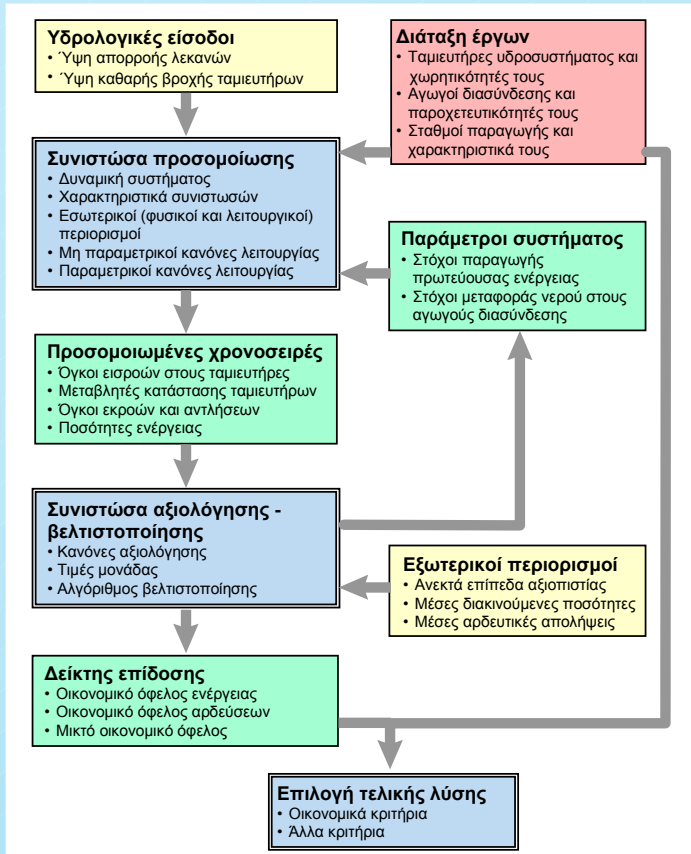 Υδρολογικές είσοδοι
• Ύψη απορροής λεκανών
• Ύψη καθαρής βροχής ταμιευτήρων
Διάταξη έργων
• Ταμιευτήρες υδροσυστήματος και
χωρητικότητές τους
• Αγωγοί διασύνδεσης και
παροχετευτικότητές τους
• Σταθμοί παραγωγής και
χαρακτηριστικά τους
Συνιστώσα προσομοίωσης
• Δυναμική συστήματος
• Χαρακτηριστικά συνιστωσών
• Εσωτερικοί (φυσικοί και λειτουργικοί)
περιορισμοί
• Μη παραμετρικοί κανόνες λειτουργίας
• Παραμετρικοί κανόνες λειτουργίας
Παράμετροι συστήματος
• Στόχοι παραγωγής
πρωτεύουσας ενέργειας
• Στόχοι μεταφοράς νερού στους
αγωγούς διασύνδεσης
Προσομοιωμένες χρονοσειρές
• Όγκοι εισροών στους ταμιευτήρες
• Μεταβλητές κατάστασης ταμιευτήρων
• Όγκοι εκροών και αντλήσεων
• Ποσότητες ενέργειας
Συνιστώσα αξιολόγησης -
βελτιστοποίησης
• Κανόνες αξιολόγησης
• Τιμές μονάδας
• Αλγόριθμος βελτιστοποίησης
Εξωτερικοί περιορισμοί
• Ανεκτά επίπεδα αξιοπιστίας
• Μέσες διακινούμενες ποσότητες
• Μέσες αρδευτικές απολήψεις
Δείκτης επίδοσης
• Οικονομικό όφελος ενέργειας
• Οικονομικό όφελος αρδεύσεων
• Μικτό οικονομικό όφελος
Επιλογή τελικής λύσης
• Οικονομικά κριτήρια
• Άλλα κριτήρια